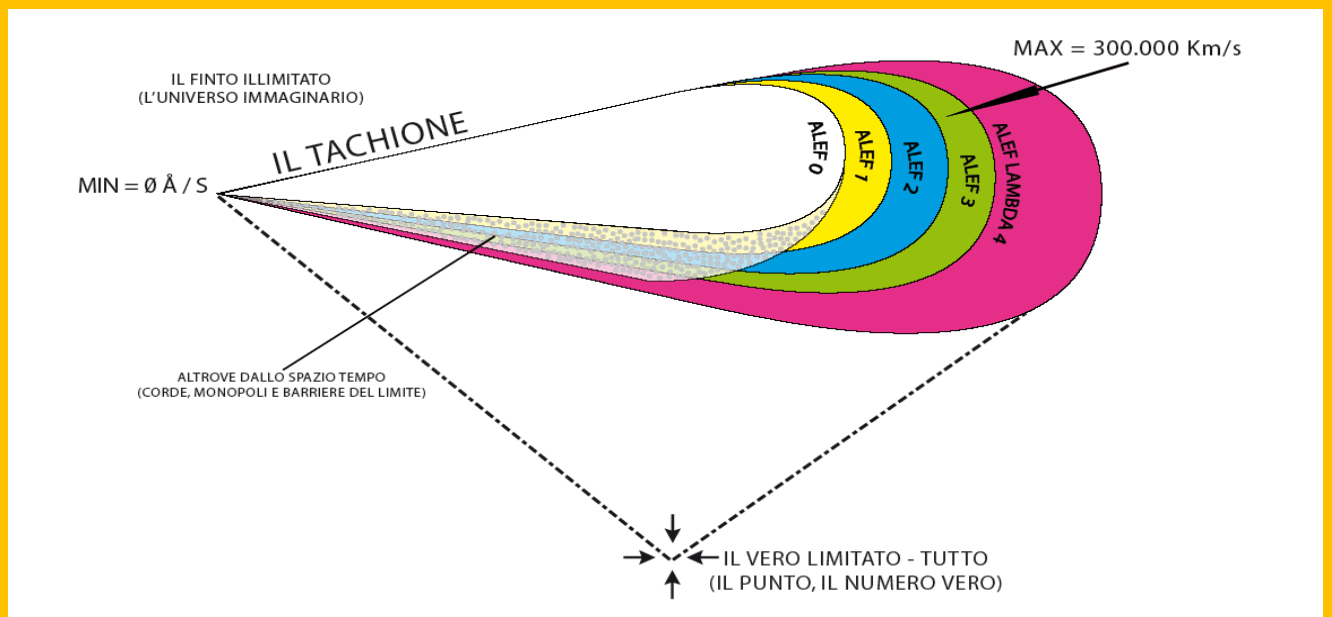 MAX = 300.000 Km/s
IL FINTO ILLIMITATO
(L'UNIVERSO IMMAGINARIO)
IL TACHIONE
MIN = Ø Å / S
ALEF 0
ALEF 1
ALEF 2
ALEF 3
ALEF LAMBDA 4
ALTROVE DALLO SPAZIO TEMPO
(CORDE, MONOPOLI E BARRIERE DEL LIMITE)
IL VERO LIMITATO - TUTTO
(IL PUNTO, IL NUMERO VERO)